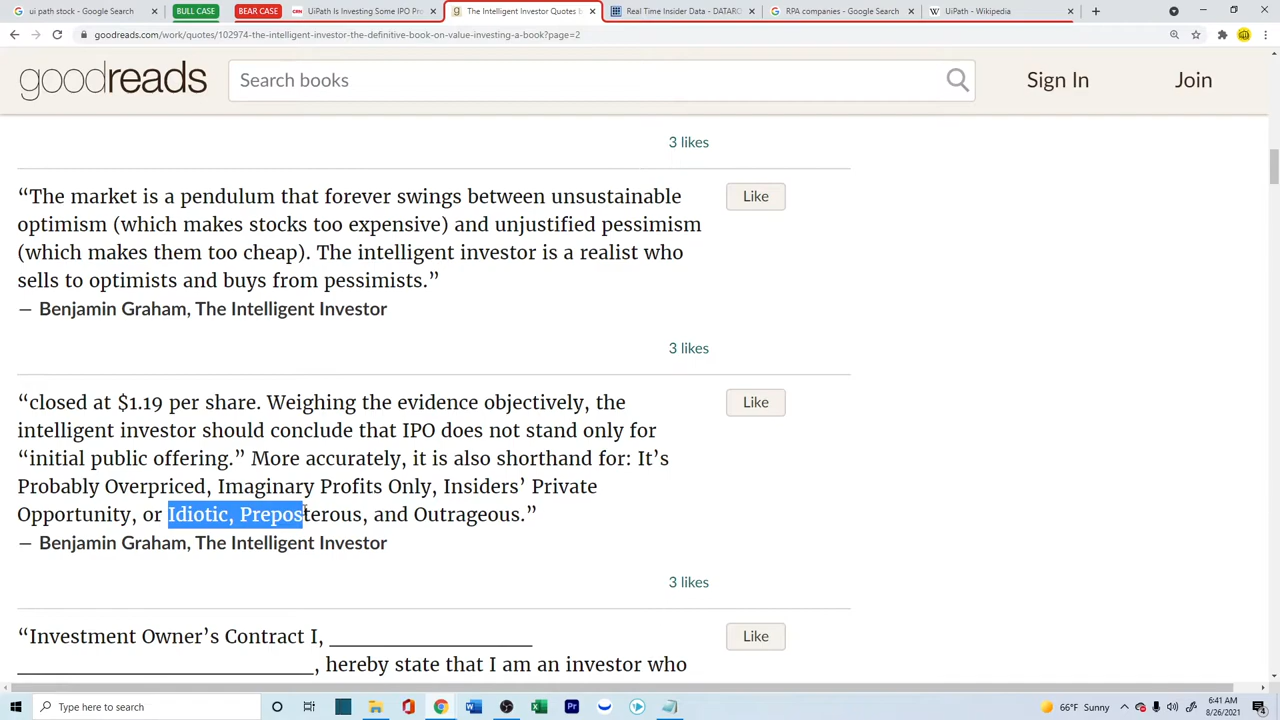 ui path stock - Google Search
BULL CASE
BEAR CASE
UiPath Is Investing Some IPO Pro
The Intelligent Investor Quotes b
Real Time Insider Data - DATARO
RPA companies - Google Search
UiPath - Wikipedia
goodreads.com/work/quotes/102974-the-intelligent-investor-the-definitive-book-on-value-investing-a-book?page=2
goodreads
Search books
Sign In
Join
3 likes
“The market is a pendulum that forever swings between unsustainable
Like
optimism (which makes stocks too expensive) and unjustified pessimism
(which makes them too cheap). The intelligent investor is a realist who
sells to optimists and buys from pessimists.”
― Benjamin Graham, The Intelligent Investor
3 likes
“closed at $1.19 per share. Weighing the evidence objectively, the
Like
intelligent investor should conclude that IPO does not stand only for
“initial public offering.” More accurately, it is also shorthand for: It’s
Probably Overpriced, Imaginary Profits Only, Insiders’ Private
Opportunity, or Idiotic, Preposterous, and Outrageous.”
― Benjamin Graham, The Intelligent Investor
3 likes
“Investment Owner’s Contract I, ___________________
Like
____________________________, hereby state that I am an investor who
Type here to search
66°F Sunny
6:41 AM
8/26/2021